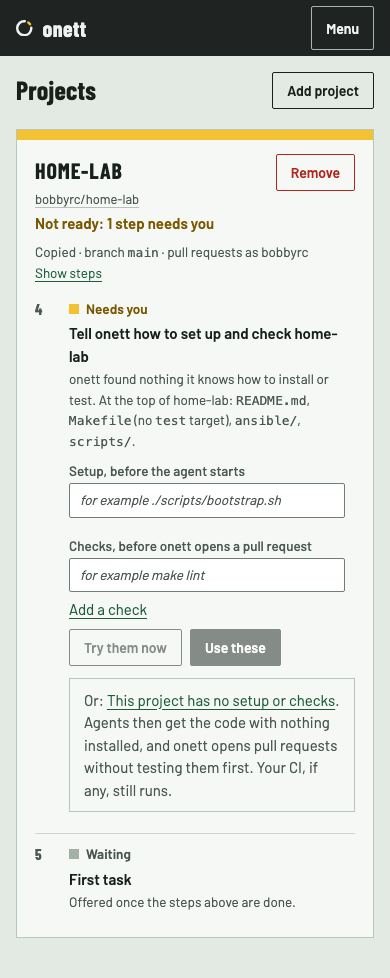 onett
Menu
Projects
Add project
HOME-LAB
Remove
bobbyrc/home-lab
Not ready: 1 step needs you
Copied · branch main · pull requests as bobbyrc
Show steps
4
Needs you
Tell onett how to set up and check home-
lab
onett found nothing it knows how to install or
test. At the top of home-lab: README.md,
Makefile (no test target), ansible/,
scripts/.
Setup, before the agent starts
for example ./scripts/bootstrap.sh
Checks, before onett opens a pull request
for example make lint
Add a check
Try them now
Use these
Or: This project has no setup or checks.
Agents then get the code with nothing
installed, and onett opens pull requests
without testing them first. Your CI, if
any, still runs.
5
Waiting
First task
Offered once the steps above are done.